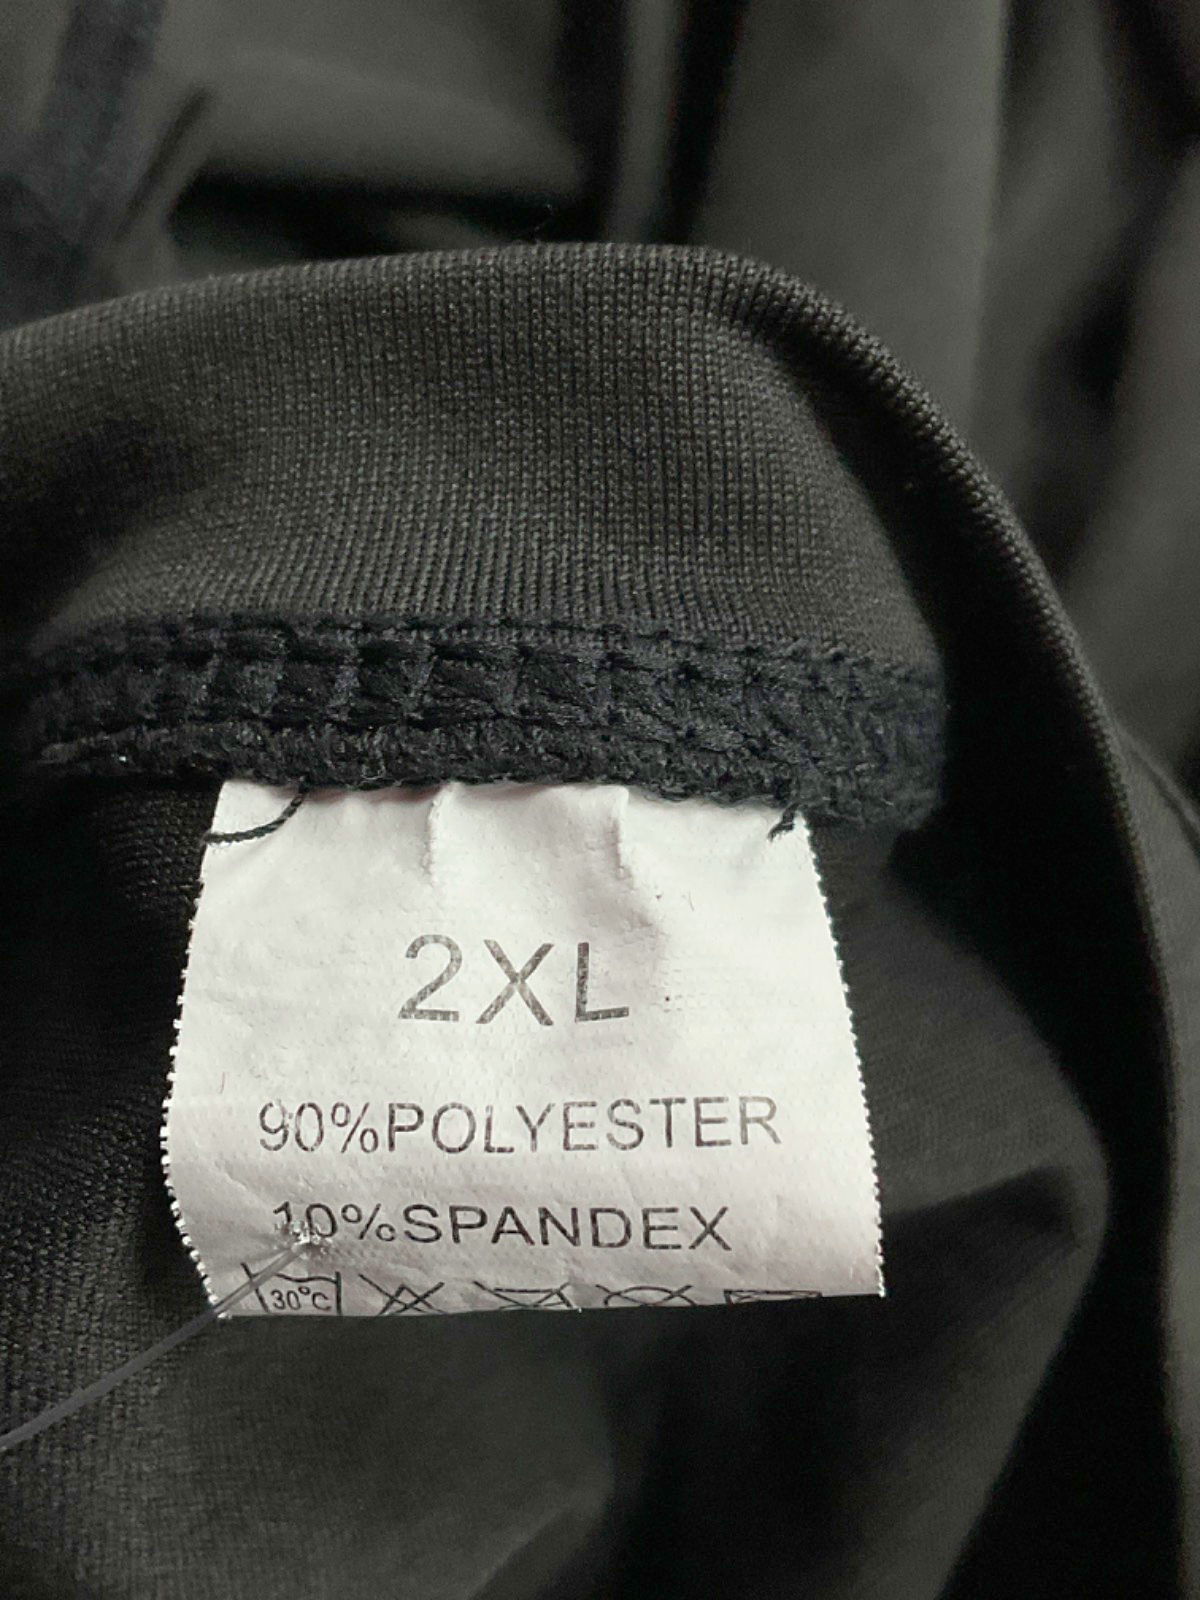 2XL
90%POLYESTER
10%SPANDEX
30°C